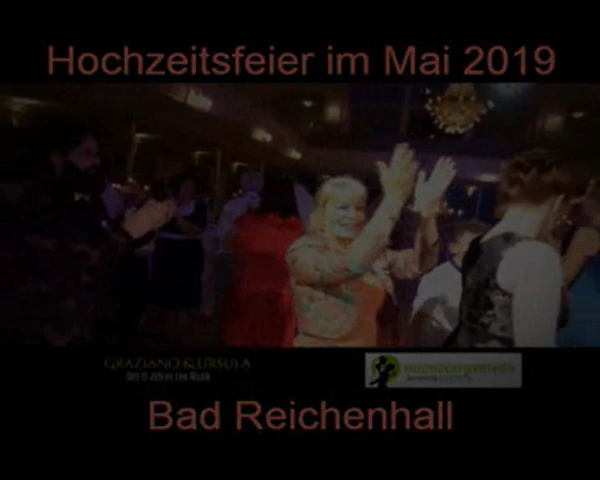 Hochzeitsfeier im Mai 2019
GRAZIANO & URSULA
Bad Reichenhall